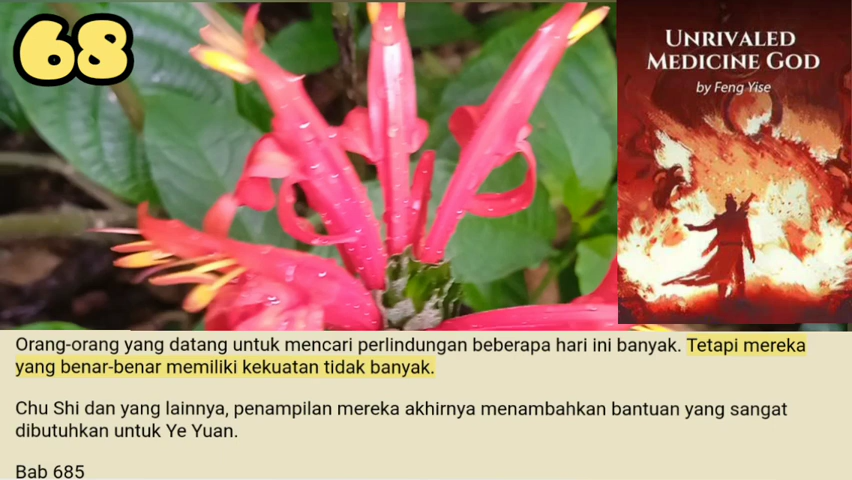 68
UNRIVALED
MEDICINE GOD
by Feng Yise
Orang-orang yang datang untuk mencari perlindungan beberapa hari ini banyak. Tetapi mereka
yang benar-benar memiliki kekuatan tidak banyak.
Chu Shi dan yang lainnya, penampilan mereka akhirnya menambahkan bantuan yang sangat
dibutuhkan untuk Ye Yuan.
Bab 685